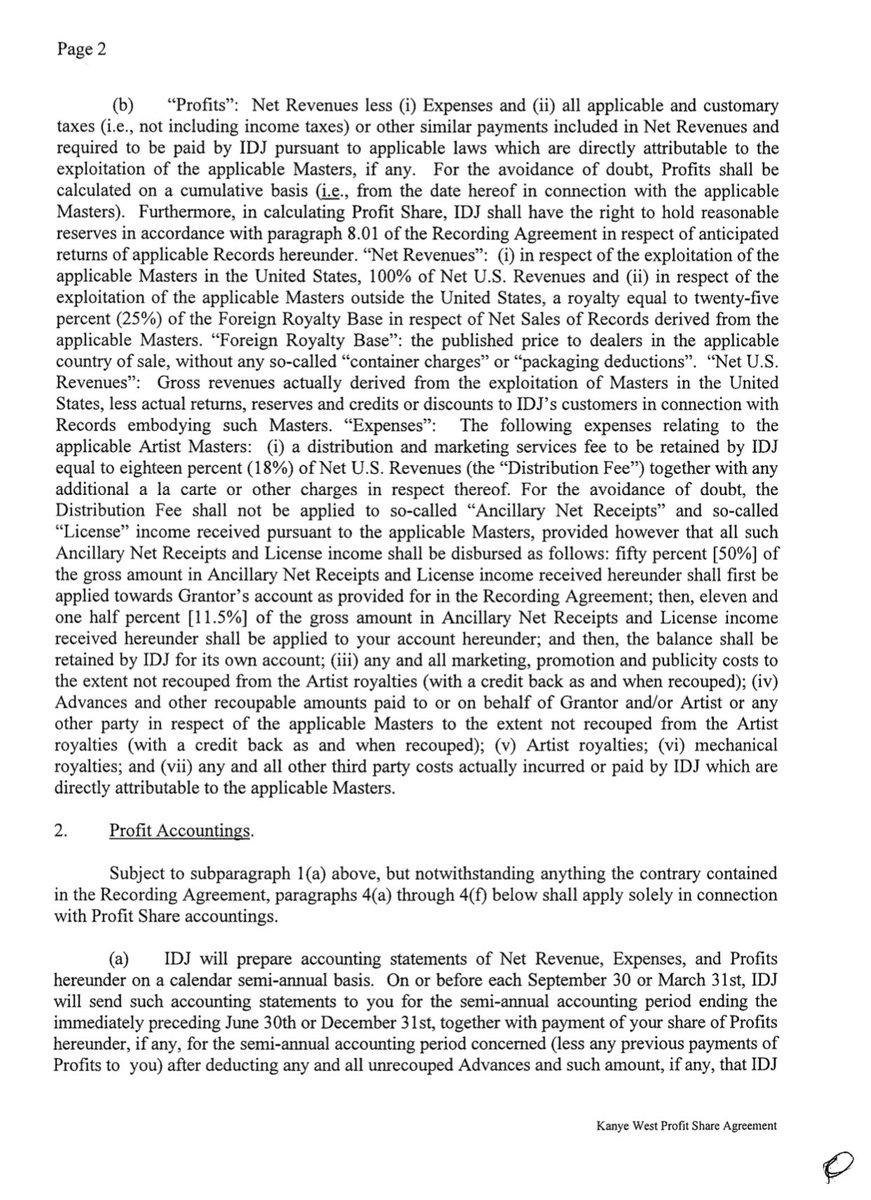 Page 2
(b) “Profits”: Net Revenues less (i) Expenses and (ii) all applicable and customary
taxes (i.e., not including income taxes) or other similar payments included in Net Revenues and
required to be paid by IDJ pursuant to applicable laws which are directly attributable to the
exploitation of the applicable Masters, if any. For the avoidance of doubt, Profits shall be
calculated on a cumulative basis (i.e., from the date hereof in connection with the applicable
Masters). Furthermore, in calculating Profit Share, IDJ shall have the right to hold reasonable
reserves in accordance with paragraph 8.01 of the Recording Agreement in respect of anticipated
returns of applicable Records hereunder. “Net Revenues”: (i) in respect of the exploitation of the
applicable Masters in the United States, 100% of Net U.S. Revenues and (ii) in respect of the
exploitation of the applicable Masters outside the United States, a royalty equal to twenty-five
percent (25%) of the Foreign Royalty Base in respect of Net Sales of Records derived from the
applicable Masters. “Foreign Royalty Base”: the published price to dealers in the applicable
country of sale, without any so-called “container charges” or “packaging deductions”. “Net U.S.
Revenues”: Gross revenues actually derived from the exploitation of Masters in the United
States, less actual returns, reserves and credits or discounts to IDJ’s customers in connection with
Records embodying such Masters. “Expenses”: The following expenses relating to the
applicable Artist Masters: (i) a distribution and marketing services fee to be retained by IDJ
equal to eighteen percent (18%) of Net U.S. Revenues (the “Distribution Fee”) together with any
additional a la carte or other charges in respect thereof. For the avoidance of doubt, the
Distribution Fee shall not be applied to so-called “Ancillary Net Receipts” and so-called
“License” income received pursuant to the applicable Masters, provided however that all such
Ancillary Net Receipts and License income shall be disbursed as follows: fifty percent [50%] of
the gross amount in Ancillary Net Receipts and License income received hereunder shall first be
applied towards Grantor’s account as provided for in the Recording Agreement; then, eleven and
one half percent [11.5%] of the gross amount in Ancillary Net Receipts and License income
received hereunder shall be applied to your account hereunder; and then, the balance shall be
retained by IDJ for its own account; (iii) any and all marketing, promotion and publicity costs to
the extent not recouped from the Artist royalties (with a credit back as and when recouped); (iv)
Advances and other recoupable amounts paid to or on behalf of Grantor and/or Artist or any
other party in respect of the applicable Masters to the extent not recouped from the Artist
royalties (with a credit back as and when recouped); (v) Artist royalties; (vi) mechanical
royalties; and (vii) any and all other third party costs actually incurred or paid by IDJ which are
directly attributable to the applicable Masters.
2. Profit Accountings.
Subject to subparagraph 1(a) above, but notwithstanding anything the contrary contained
in the Recording Agreement, paragraphs 4(a) through 4(f) below shall apply solely in connection
with Profit Share accountings.
(a) IDJ will prepare accounting statements of Net Revenue, Expenses, and Profits
hereunder on a calendar semi-annual basis. On or before each September 30 or March 31st, IDJ
will send such accounting statements to you for the semi-annual accounting period ending the
immediately preceding June 30th or December 31st, together with payment of your share of Profits
hereunder, if any, for the semi-annual accounting period concerned (less any previous payments of
Profits to you) after deducting any and all unrecouped Advances and such amount, if any, that IDJ
Kanye West Profit Share Agreement